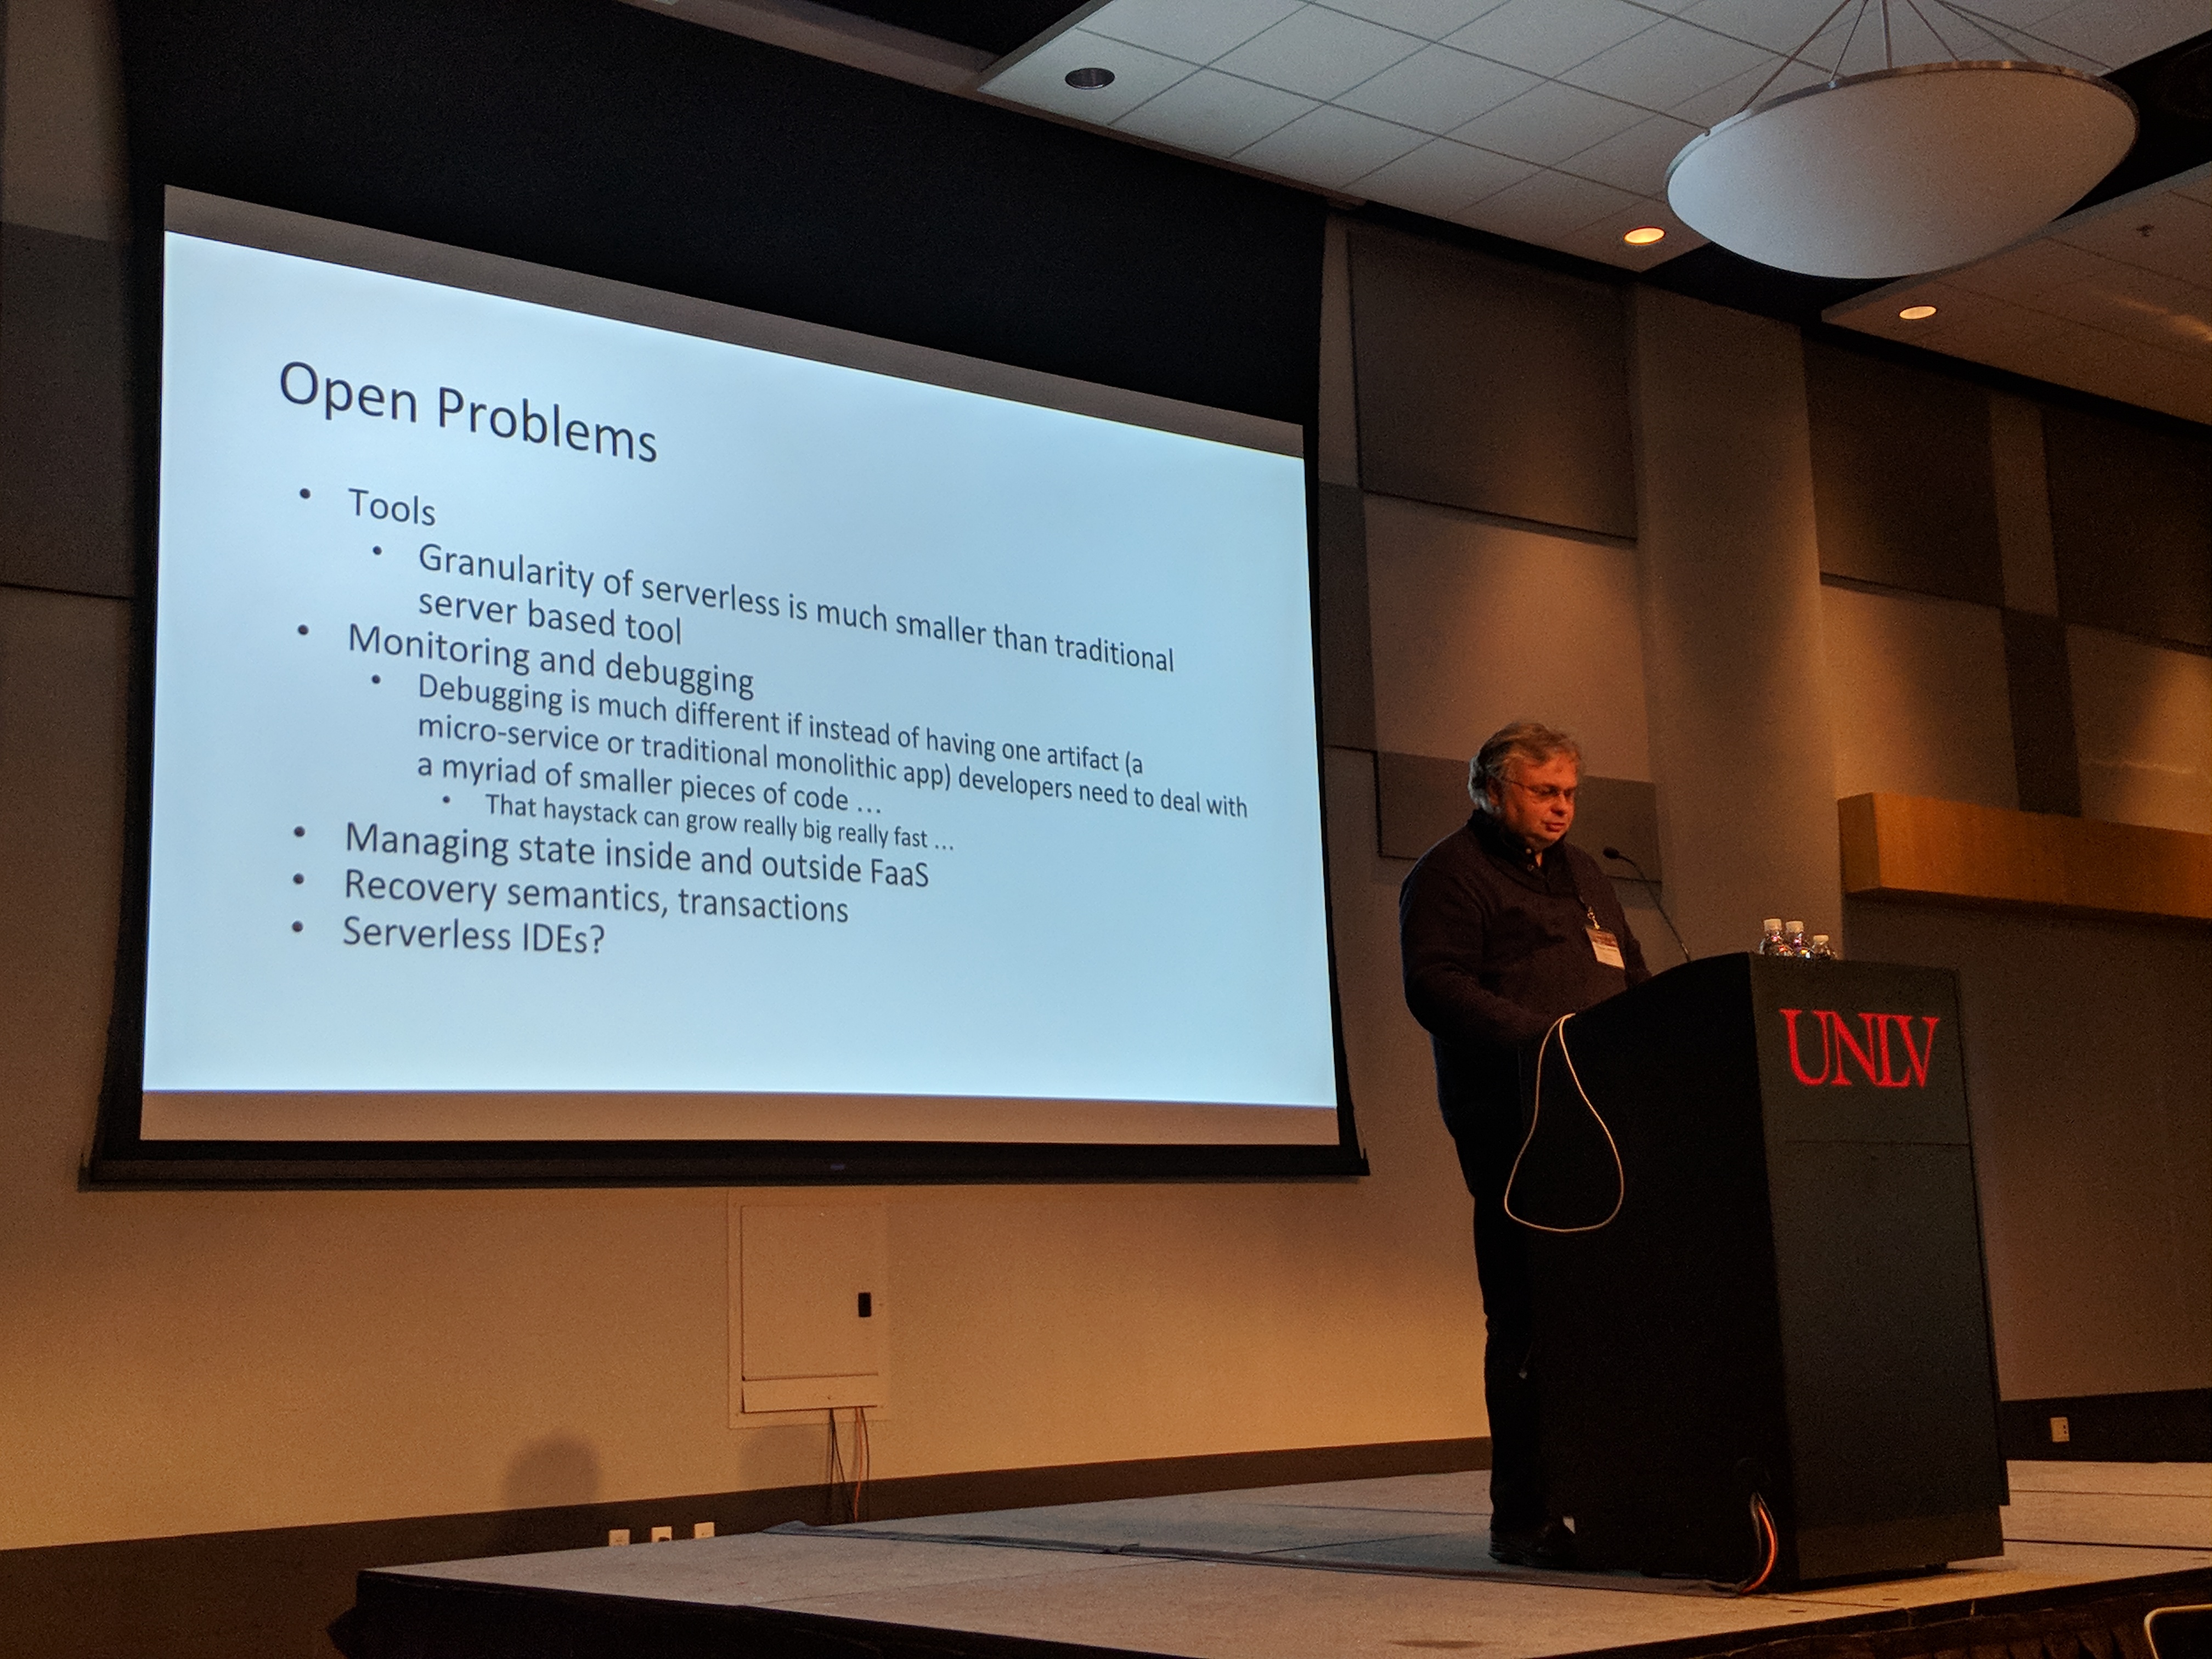 Open Problems
• Tools
• Granularity of serverless is much smaller than traditional
server based tool
• Monitoring and debugging
• Debugging is much different if instead of having one artifact (a
micro-service or traditional monolithic app) developers need to deal with
a myriad of smaller pieces of code ...
• That haystack can grow really big really fast ...
• Managing state inside and outside FaaS
• Recovery semantics, transactions
• Serverless IDEs?
UNLV